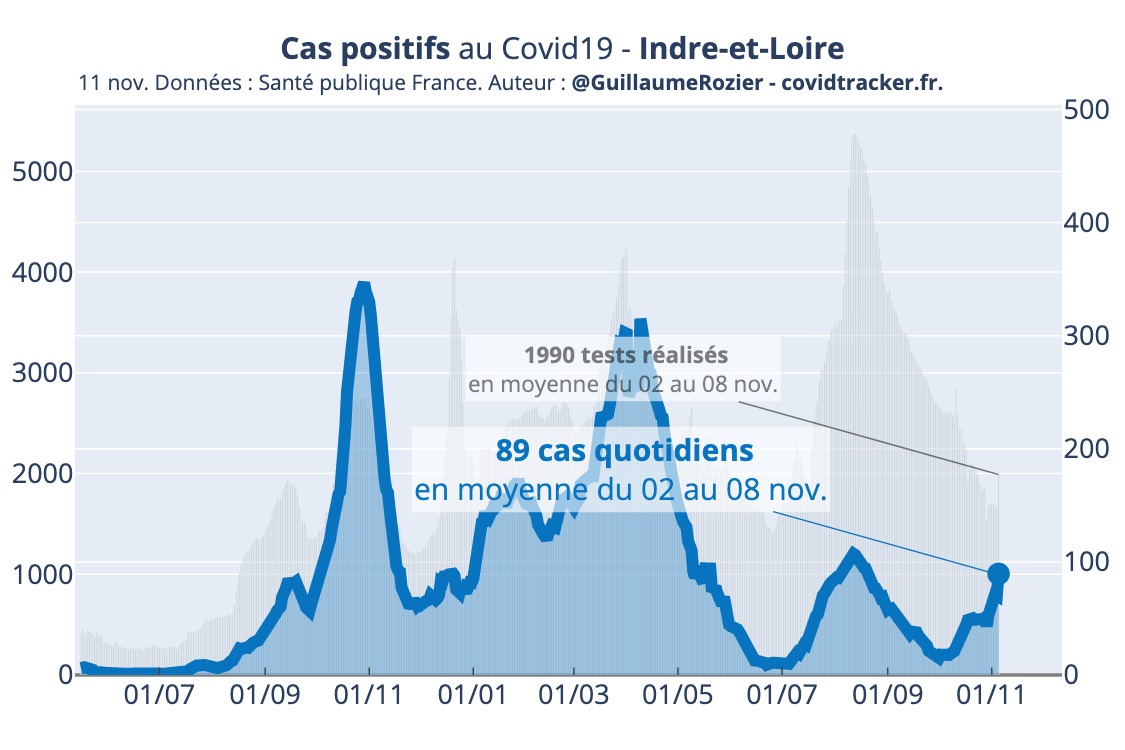 Cas positifs au Covid19 - Indre-et-Loire
11 nov. Données : Santé publique France. Auteur : @GuillaumeRozier - covidtracker.fr.
500
5000
400
4000
300
1990 tests réalisés
3000
en moyenne du 02 au 08 nov.
89 cas quotidiens
200
2000
en moyenne du 02 au 08 nov.
100
1000
0
0
01/07 01/09 01/11 01/01 01/03 01/05 01/07 01/09 01/11